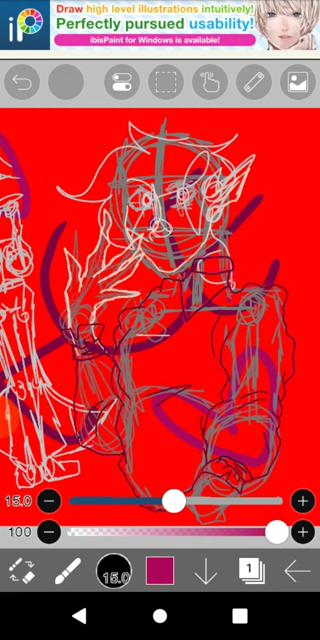 iP
Draw high level illustrations intuitively!
Perfectly pursued usability!
ibisPaint for Windows is available!
15.0
100
15.0
1